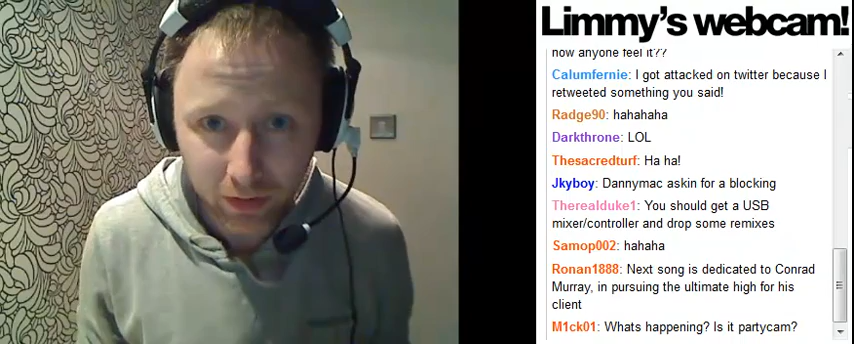 Limmy's webcam!
now anyone feel it??
Calumfernie: I got attacked on twitter because I
retweeted something you said!
Radge90: hahahaha
Darkthrone: LOL
Thesacredturf: Ha ha!
Jkyboy: Dannymac askin for a blocking
Therealduke1: You should get a USB
mixer/controller and drop some remixes
Samop002: hahaha
Ronan1888: Next song is dedicated to Conrad
Murray, in pursuing the ultimate high for his
client
M1ck01: Whats happening? Is it partycam?